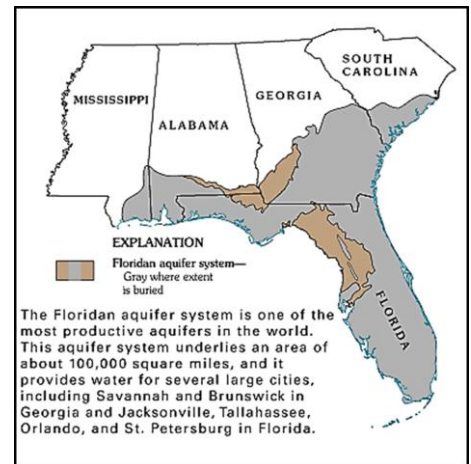 SOUTH
CAROLINA
GEORGIA
MISSISSIPPI
ALABAMA
EXPLANATION
Floridan aquifer system—
Gray where extent
is buried
FLORIDA
The Floridan aquifer system is one of the
most productive aquifers in the world.
This aquifer system underlies an area of
about 100,000 square miles, and it
provides water for several large cities,
including Savannah and Brunswick in
Georgia and Jacksonville, Tallahassee,
Orlando, and St. Petersburg in Florida.